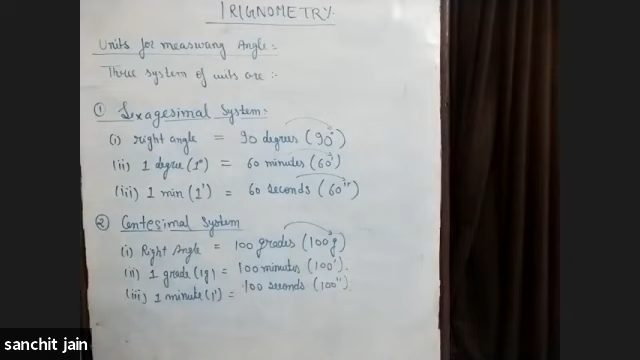 TRIGNOMETRY
Units for measurang Angle:
Three system of units are :-
① Sexagesimal System:
(i) right angle = 90 degrees (90°)
(ii) 1 degree (1°) = 60 minutes (60')
(iii) 1 min (1') = 60 seconds (60")
② Centesimal System
(i) Right Angle = 100 grades (100g)
(ii) 1 grade (1g) = 100 minutes (100').
(iii) 1 minute (1') = 100 seconds (100").
sanchit jain